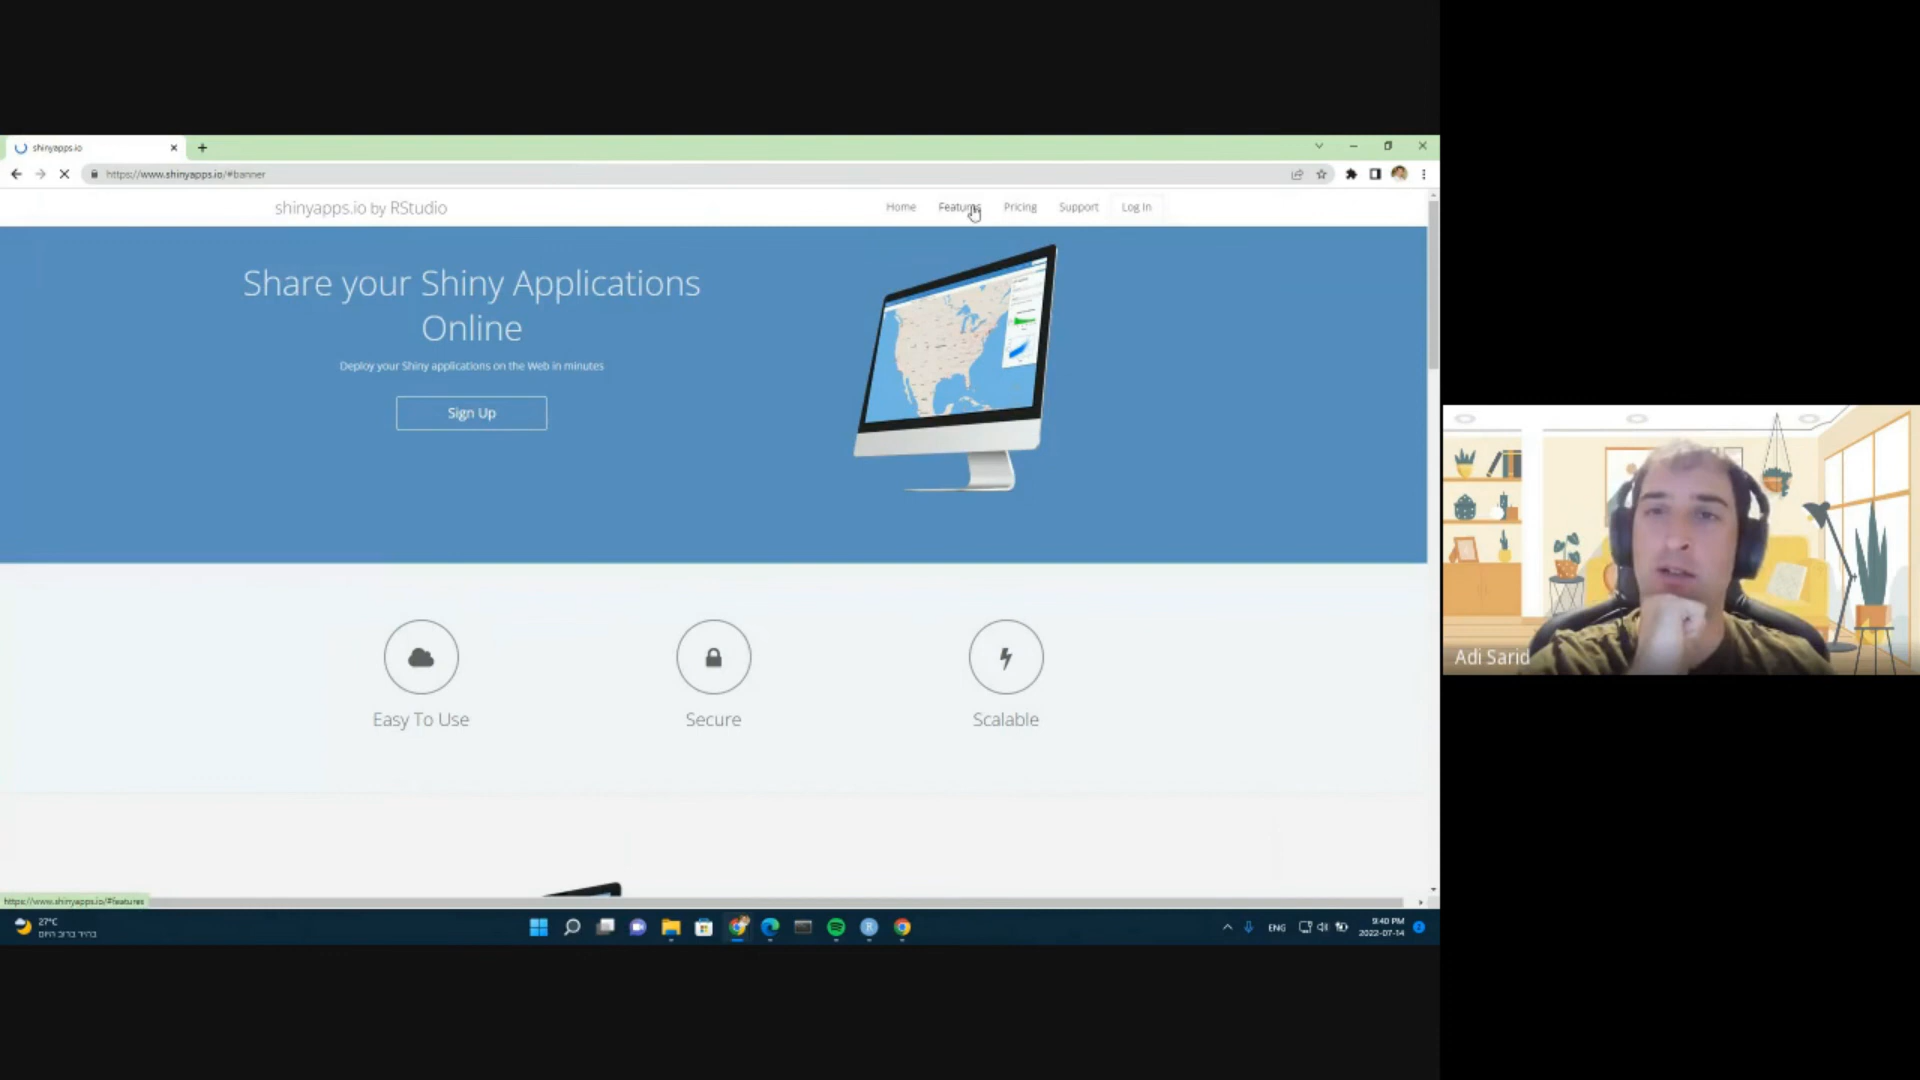 shinyapps.io
https://www.shinyapps.io/#banner
shinyapps.io by RStudio
Home Features Pricing Support Log In
Share your Shiny Applications
Online
Deploy your Shiny applications on the Web in minutes
Sign Up
Easy To Use
Secure
Scalable
Adi Sarid
https://www.shinyapps.io/#features
27°C
ENG
9:40 PM
2022-07-14